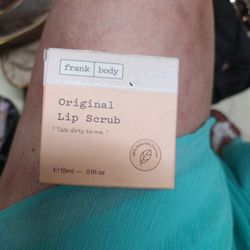 frank body
Original
Lip Scrub
" Talk dirty to me. "
℮15ml — .51fl oz